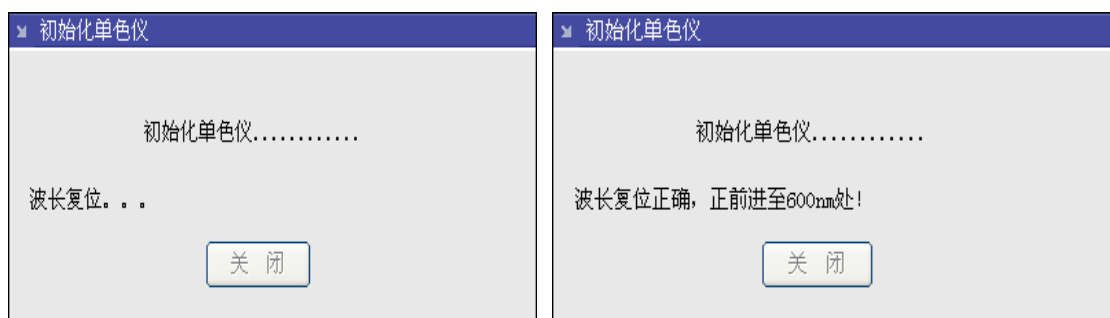 初始化单色仪
初始化单色仪............
波长复位。。。
关 闭
初始化单色仪
初始化单色仪............
波长复位正确，正前进至600nm处!
关 闭